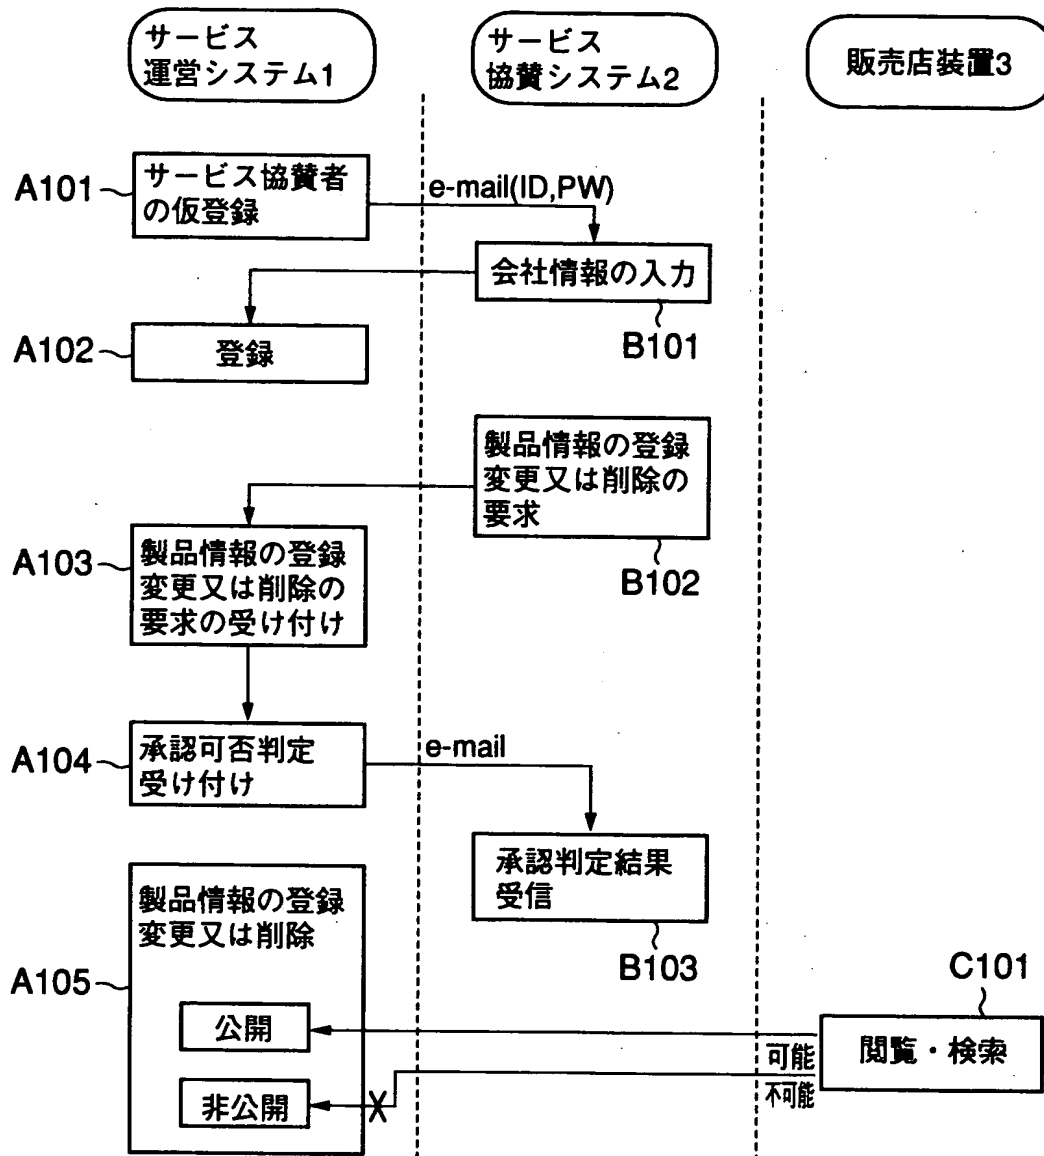 サービス
運営システム1
サービス
協賛システム2
販売店装置3
A101
サービス協賛者
の仮登録
e-mail(ID,PW)
会社情報の入力
B101
A102
登録
製品情報の登録
変更又は削除の
要求
B102
A103
製品情報の登録
変更又は削除の
要求の受け付け
A104
承認可否判定
受け付け
e-mail
承認判定結果
受信
B103
A105
製品情報の登録
変更又は削除
公開
非公開
C101
閲覧・検索
可能
不可能